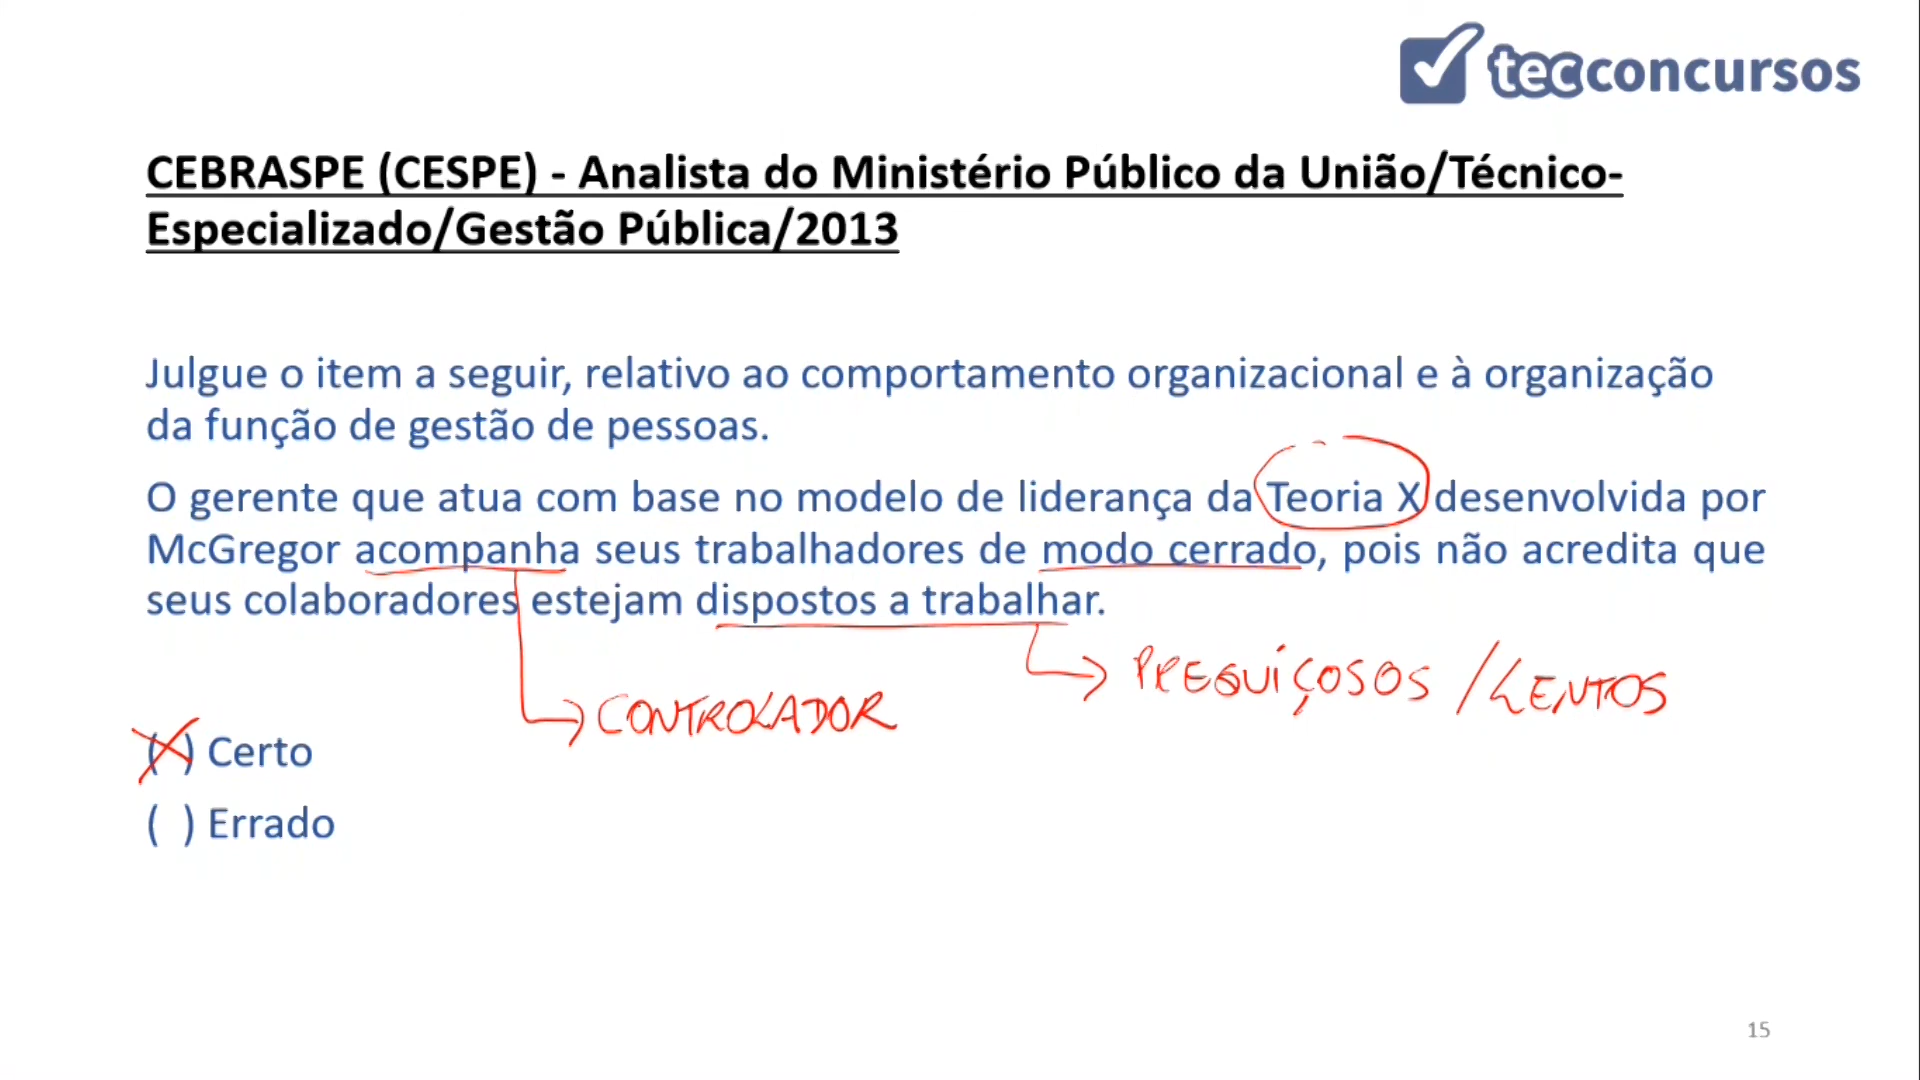 tecconcursos
CEBRASPE (CESPE) - Analista do Ministério Público da União/Técnico-
Especializado/Gestão Pública/2013
Julgue o item a seguir, relativo ao comportamento organizacional e à organização
da função de gestão de pessoas.
O gerente que atua com base no modelo de liderança da Teoria X desenvolvida por
McGregor acompanha seus trabalhadores de modo cerrado, pois não acredita que
seus colaboradores estejam dispostos a trabalhar.
PREGUIÇOSOS / LENTOS
CONTROLADOR
(X) Certo
( ) Errado
15